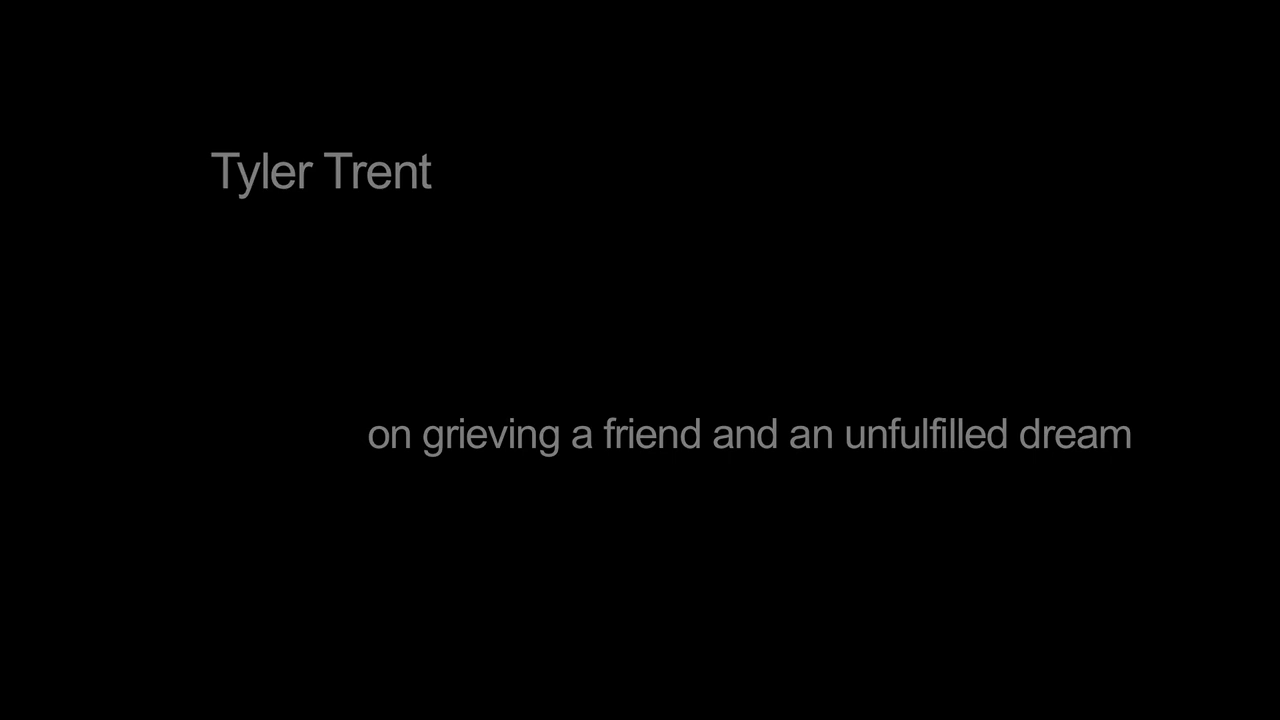 Tyler Trent
on grieving a friend and an unfulfilled dream